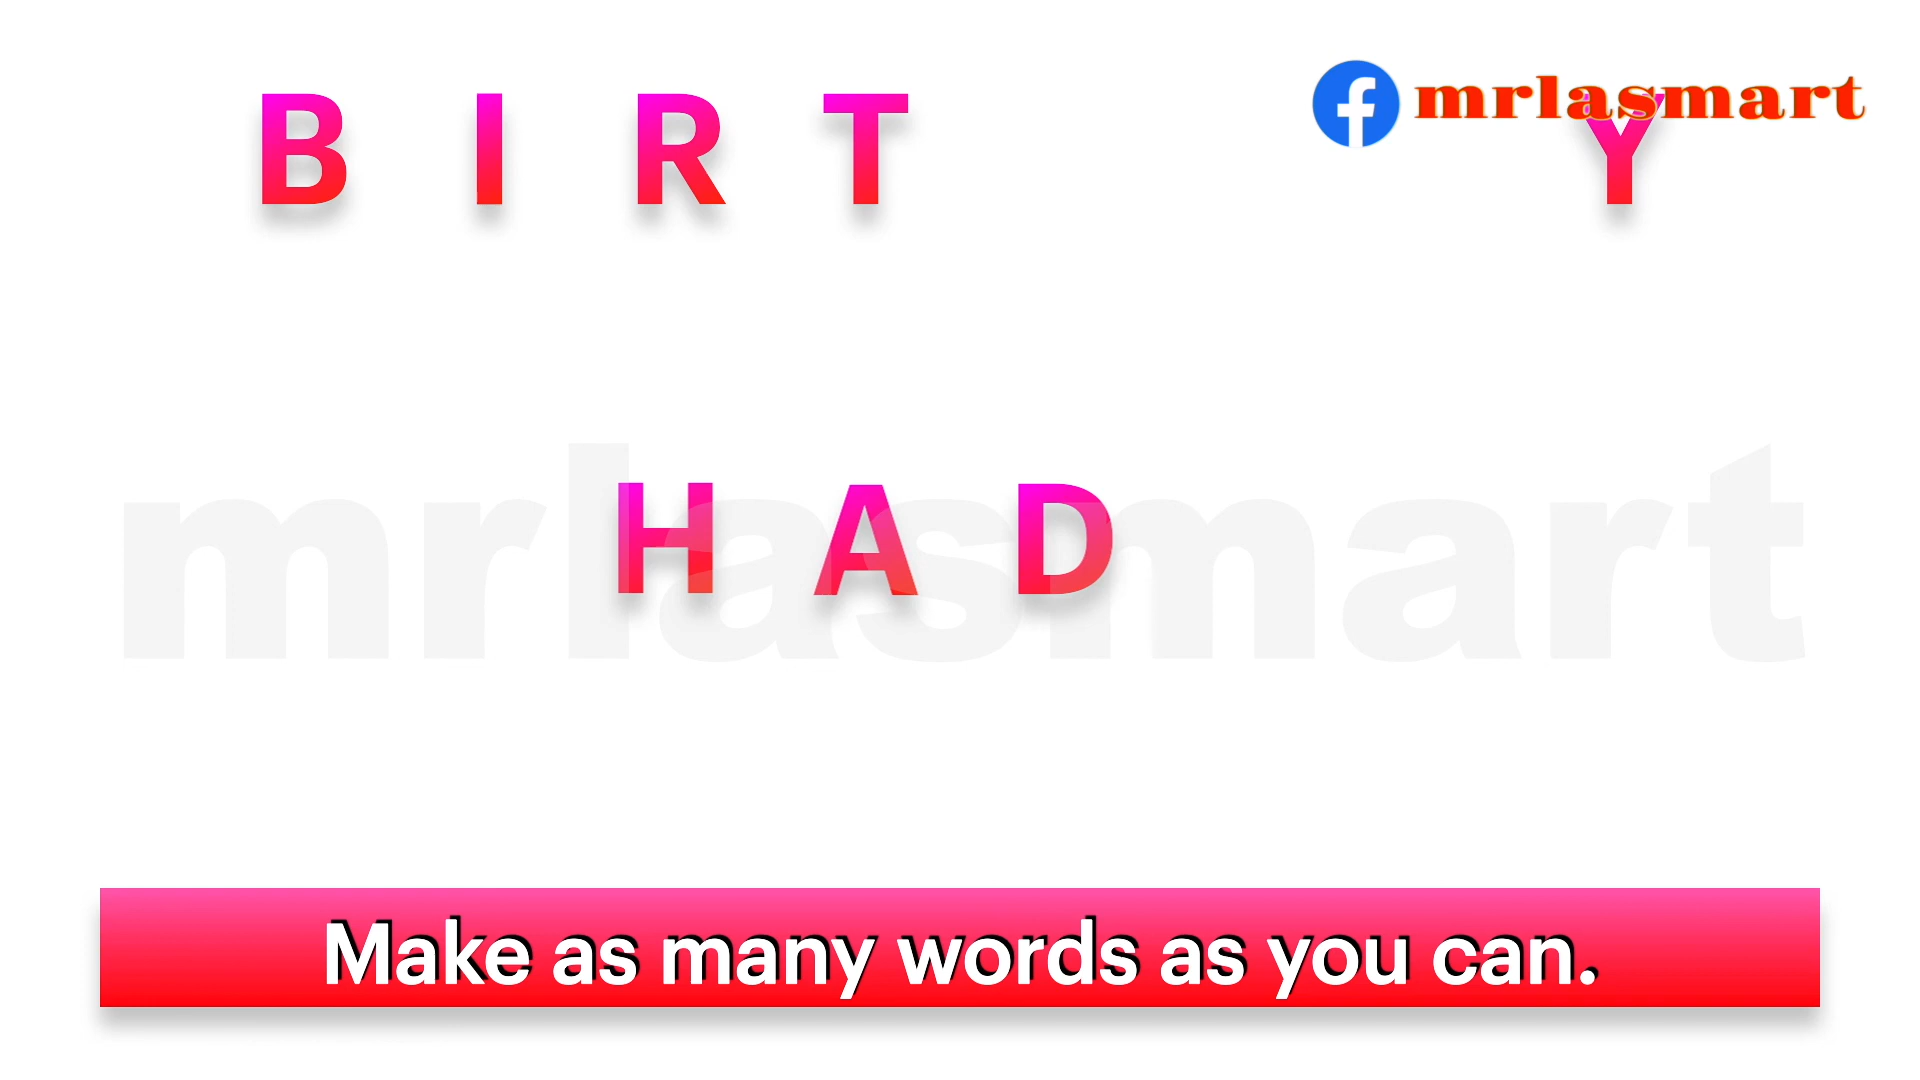 mrlasmart
B I R T Y
H A D
mrlasmart
Make as many words as you can.